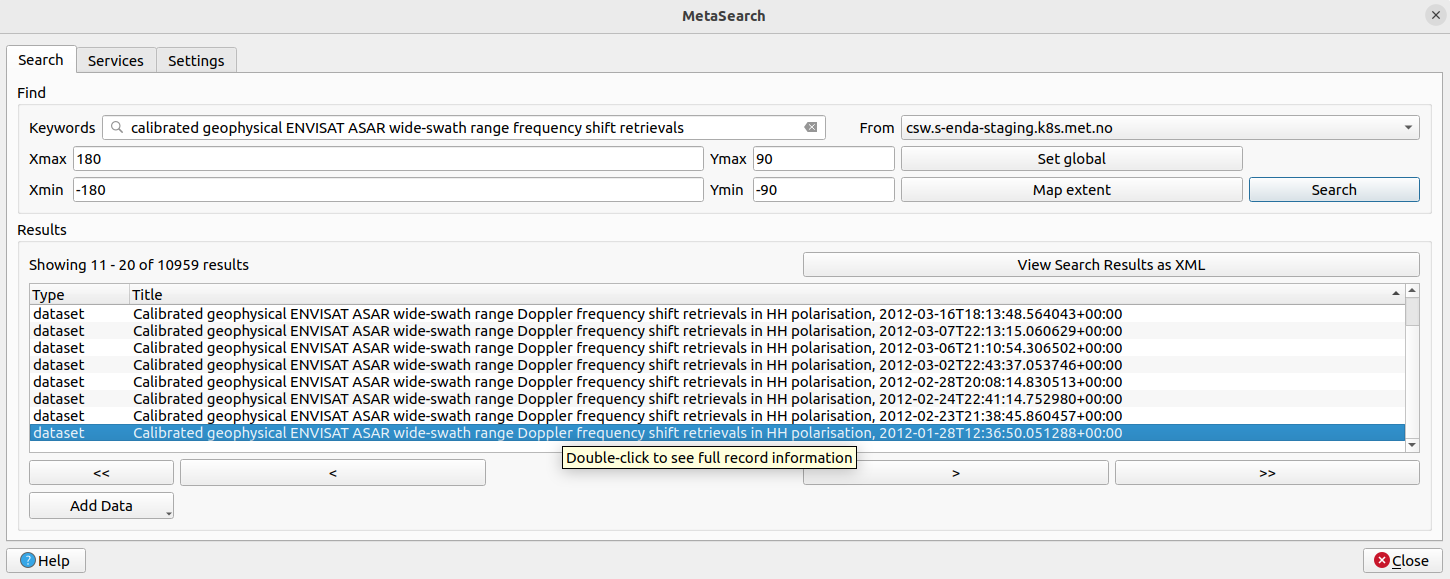 MetaSearch
Search Services Settings
Find
Keywords calibrated geophysical ENVISAT ASAR wide-swath range frequency shift retrievals From csw.s-enda-staging.k8s.met.no
Xmax 180 Ymax 90 Set global
Xmin -180 Ymin -90 Map extent Search
Results
Showing 11 - 20 of 10959 results View Search Results as XML
Type Title
dataset Calibrated geophysical ENVISAT ASAR wide-swath range Doppler frequency shift retrievals in HH polarisation, 2012-03-16T18:13:48.564043+00:00
dataset Calibrated geophysical ENVISAT ASAR wide-swath range Doppler frequency shift retrievals in HH polarisation, 2012-03-07T22:13:15.060629+00:00
dataset Calibrated geophysical ENVISAT ASAR wide-swath range Doppler frequency shift retrievals in HH polarisation, 2012-03-06T21:10:54.306502+00:00
dataset Calibrated geophysical ENVISAT ASAR wide-swath range Doppler frequency shift retrievals in HH polarisation, 2012-03-02T22:43:37.053746+00:00
dataset Calibrated geophysical ENVISAT ASAR wide-swath range Doppler frequency shift retrievals in HH polarisation, 2012-02-28T20:08:14.830513+00:00
dataset Calibrated geophysical ENVISAT ASAR wide-swath range Doppler frequency shift retrievals in HH polarisation, 2012-02-24T22:41:14.752980+00:00
dataset Calibrated geophysical ENVISAT ASAR wide-swath range Doppler frequency shift retrievals in HH polarisation, 2012-02-23T21:38:45.860457+00:00
dataset Calibrated geophysical ENVISAT ASAR wide-swath range Doppler frequency shift retrievals in HH polarisation, 2012-01-28T12:36:50.051288+00:00
Double-click to see full record information
<< < > >>
Add Data
Help Close